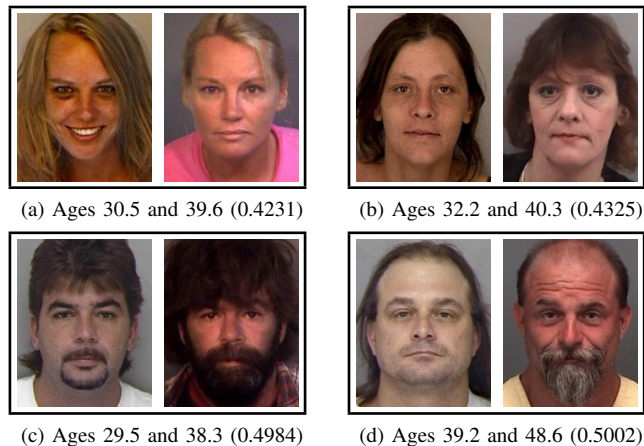 (a) Ages 30.5 and 39.6 (0.4231)
(b) Ages 32.2 and 40.3 (0.4325)
(c) Ages 29.5 and 38.3 (0.4984)
(d) Ages 39.2 and 48.6 (0.5002)